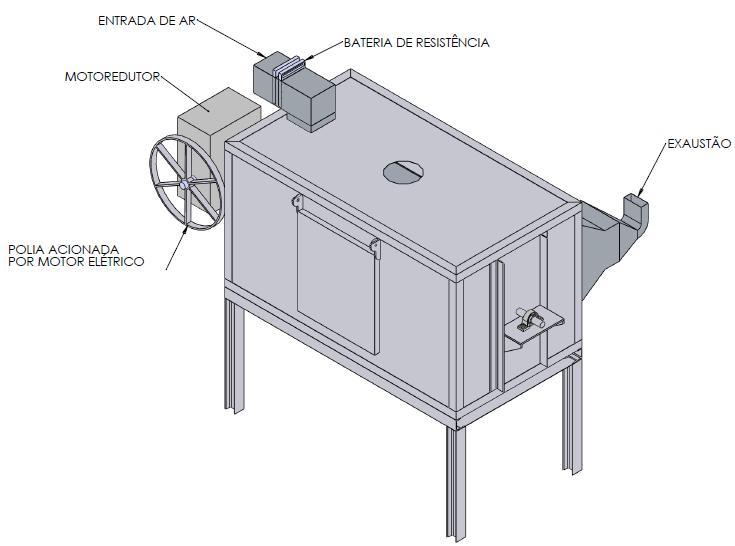 ENTRADA DE AR
BATERIA DE RESISTÊNCIA
MOTOREDUTOR
EXAUSTÃO
POLIA ACIONADA
POR MOTOR ELÉTRICO